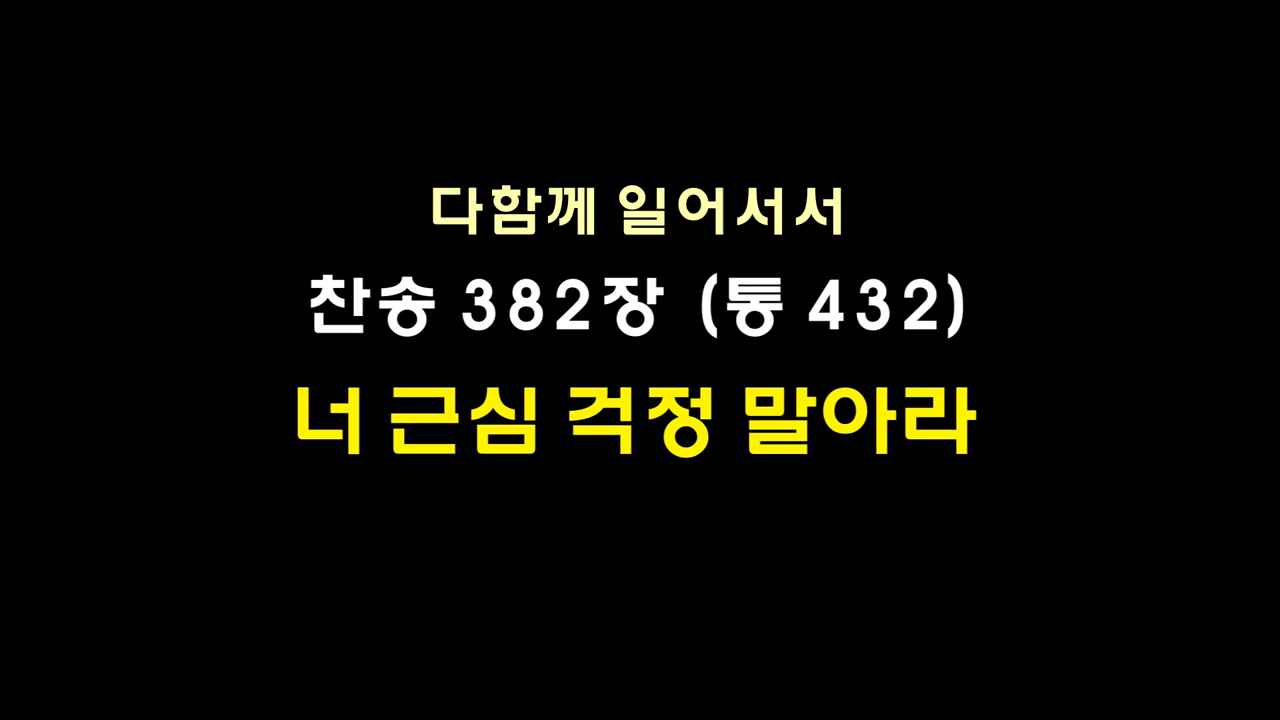 다함께 일어서서
찬송 382장 (통 432)
너 근심 걱정 말아라